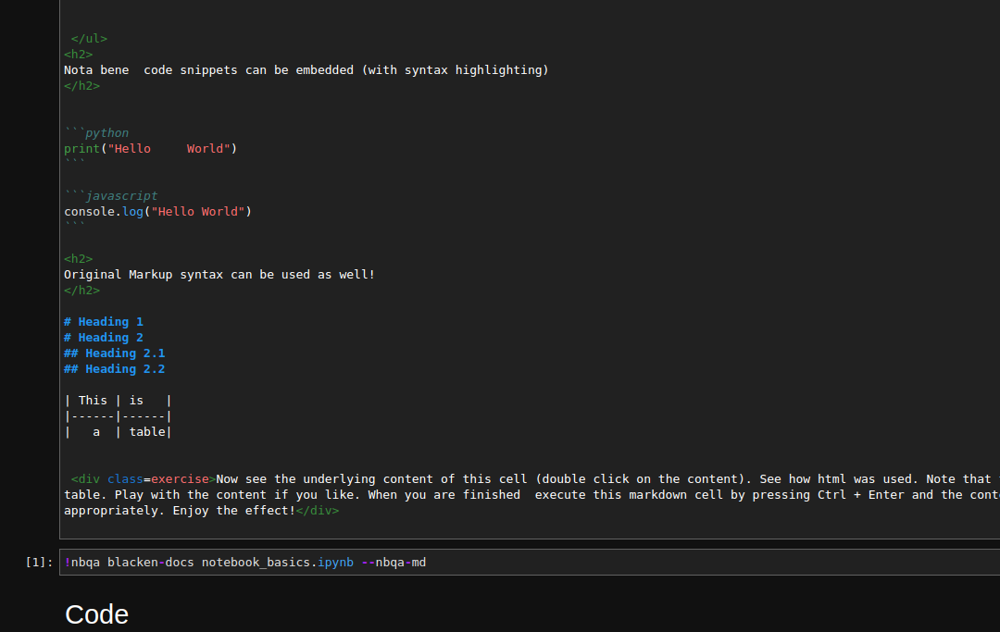 </ul>
<h2>
Nota bene  code snippets can be embedded (with syntax highlighting)
</h2>
```python
print("Hello     World")
```
```javascript
console.log("Hello World")
```
<h2>
Original Markup syntax can be used as well!
</h2>
# Heading 1
# Heading 2
## Heading 2.1
## Heading 2.2
| This | is   |
|------|------|
|   a  | table|
<div class=exercise>Now see the underlying content of this cell (double click on the content). See how html was used. Note that
table. Play with the content if you like. When you are finished  execute this markdown cell by pressing Ctrl + Enter and the
appropriately. Enjoy the effect!</div>
[1]: !nbqa blacken-docs notebook_basics.ipynb --nbqa-md
Code